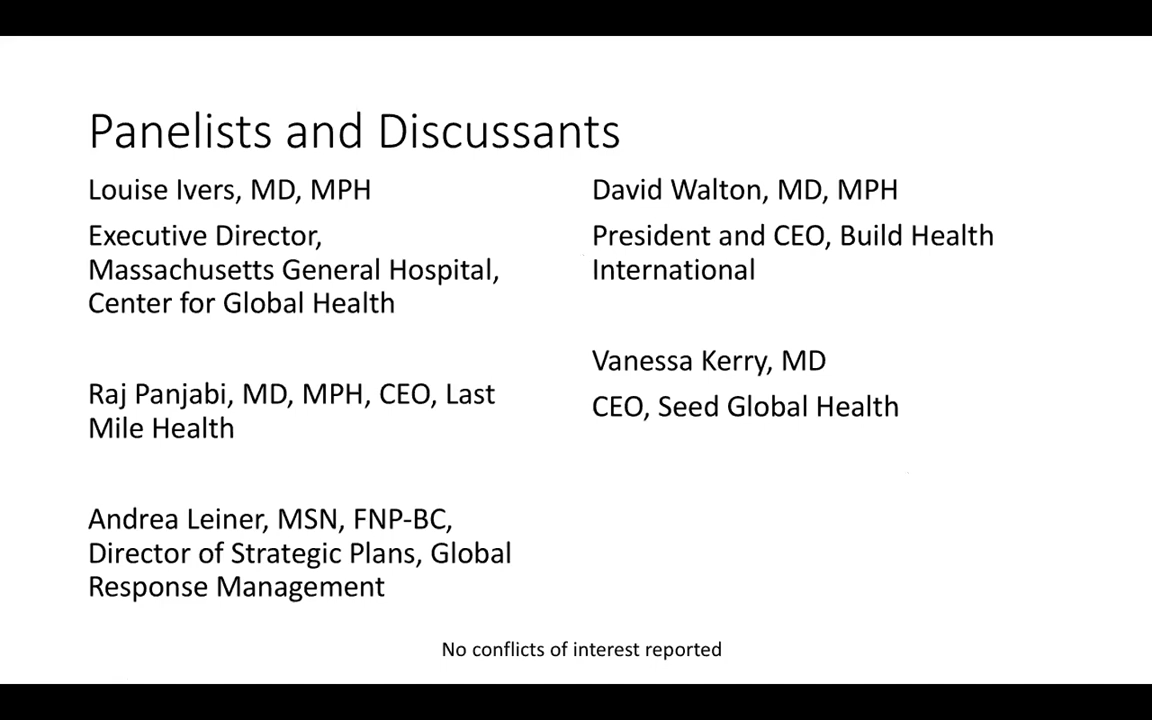 Panelists and Discussants
Louise Ivers, MD, MPH
Executive Director,
Massachusetts General Hospital,
Center for Global Health
Raj Panjabi, MD, MPH, CEO, Last
Mile Health
Andrea Leiner, MSN, FNP-BC,
Director of Strategic Plans, Global
Response Management
David Walton, MD, MPH
President and CEO, Build Health
International
Vanessa Kerry, MD
CEO, Seed Global Health
No conflicts of interest reported